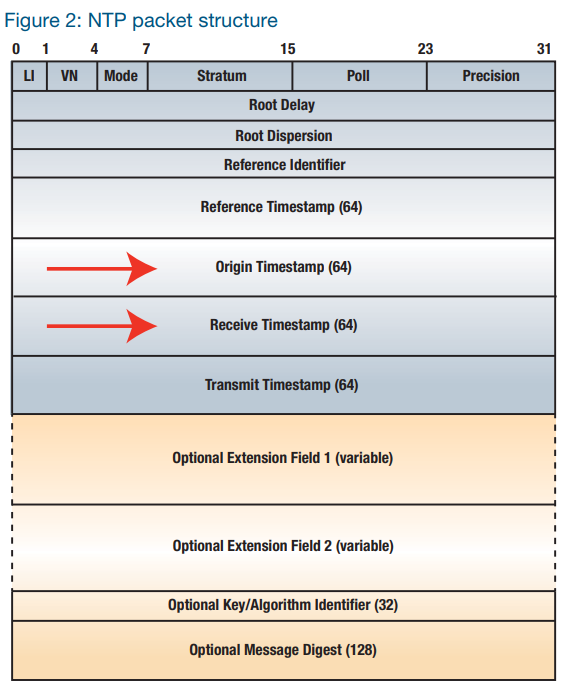 Figure 2: NTP packet structure
0 1 4 7 15 23 31
LI VN Mode Stratum Poll Precision
Root Delay
Root Dispersion
Reference Identifier
Reference Timestamp (64)
Origin Timestamp (64)
Receive Timestamp (64)
Transmit Timestamp (64)
Optional Extension Field 1 (variable)
Optional Extension Field 2 (variable)
Optional Key/Algorithm Identifier (32)
Optional Message Digest (128)